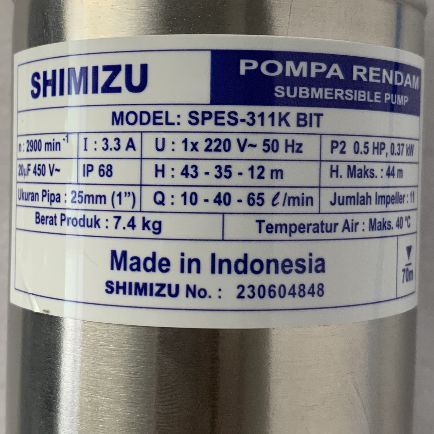 SHIMIZU POMPA RENDAM
SUBMERSIBLE PUMP
MODEL: SPES-311K BIT
n : 2900 min⁻¹ I : 3.3 A U : 1x 220 V~ 50 Hz P2 0.5 HP, 0.37 kW
20µF 450 V~ IP 68 H : 43 - 35 - 12 m H. Maks. : 44 m
Ukuran Pipa : 25mm (1”) Q : 10 - 40 - 65 ℓ/min Jumlah Impeller : 11
Berat Produk : 7.4 kg Temperatur Air : Maks. 40 °C
Made in Indonesia
SHIMIZU No. : 230604848
70m